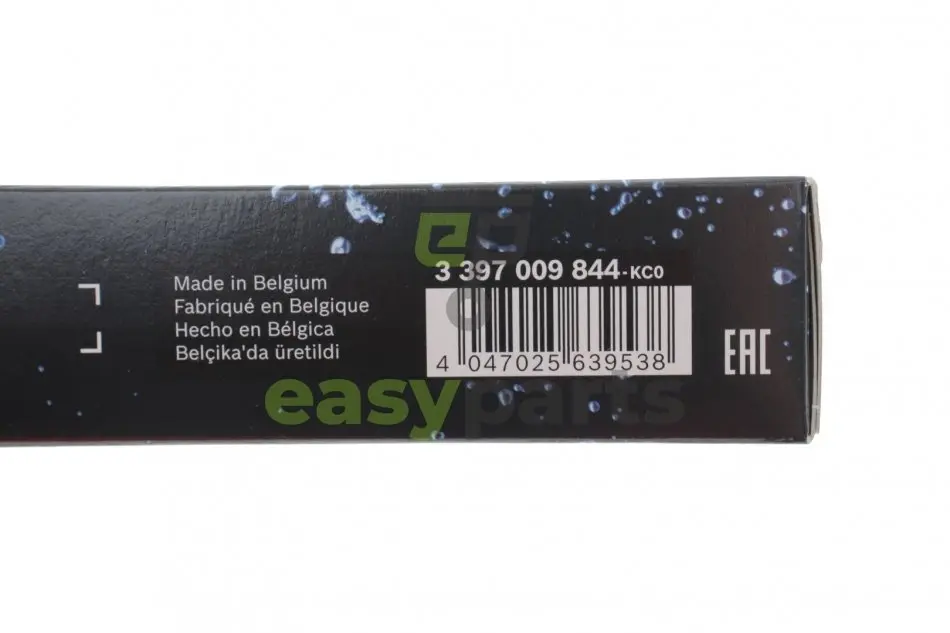 Made in Belgium
Fabriqué en Belgique
Hecho en Bélgica
Belçika'da üretildi
3 397 009 844-KC0
4 047025 639538
EAC
easyparts